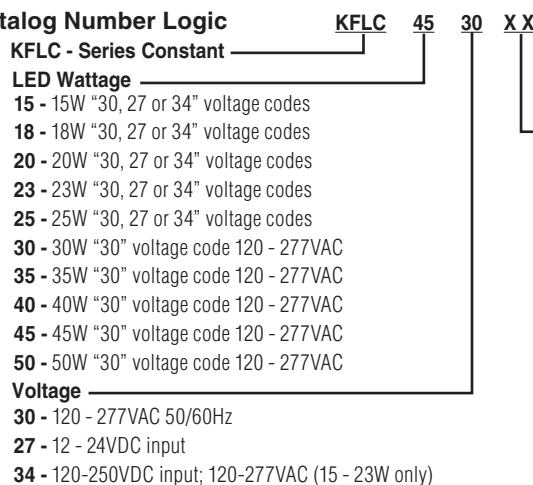 talog Number Logic KFLC 45 30 X X
KFLC - Series Constant
LED Wattage
15 - 15W “30, 27 or 34” voltage codes
18 - 18W “30, 27 or 34” voltage codes
20 - 20W “30, 27 or 34” voltage codes
23 - 23W “30, 27 or 34” voltage codes
25 - 25W “30, 27 or 34” voltage codes
30 - 30W “30” voltage code 120 - 277VAC
35 - 35W “30” voltage code 120 - 277VAC
40 - 40W “30” voltage code 120 - 277VAC
45 - 45W “30” voltage code 120 - 277VAC
50 - 50W “30” voltage code 120 - 277VAC
Voltage
30 - 120 - 277VAC 50/60Hz
27 - 12 - 24VDC input
34 - 120-250VDC input; 120-277VAC (15 - 23W only)